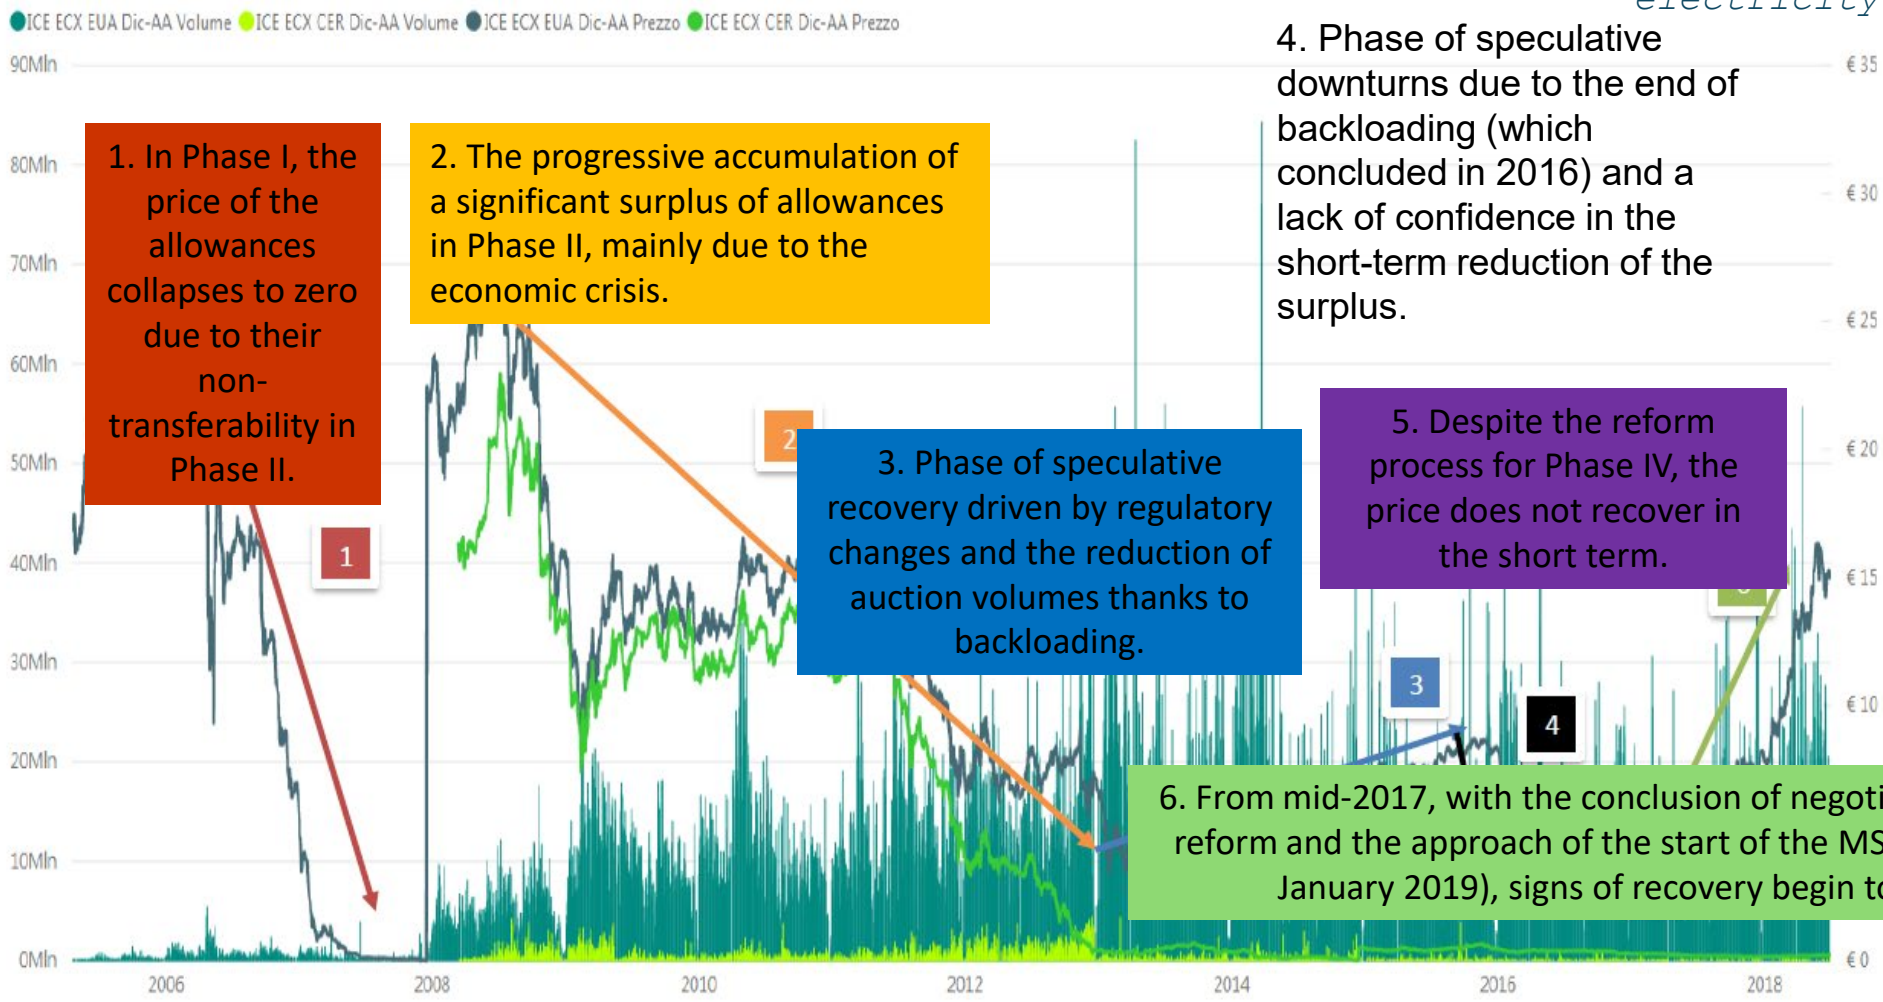 electricity
ICE ECX EUA Dic-AA Volume ICE ECX CER Dic-AA Volume ICE ECX EUA Dic-AA Prezzo ICE ECX CER Dic-AA Prezzo
90Mln
80Mln
70Mln
60Mln
50Mln
40Mln
30Mln
20Mln
10Mln
0Mln
1. In Phase I, the
price of the
allowances
collapses to zero
due to their
non-
transferability in
Phase II.
1
2. The progressive accumulation of
a significant surplus of allowances
in Phase II, mainly due to the
economic crisis.
2
3. Phase of speculative
recovery driven by regulatory
changes and the reduction of
auction volumes thanks to
backloading.
3
4. Phase of speculative
downturns due to the end of
backloading (which
concluded in 2016) and a
lack of confidence in the
short-term reduction of the
surplus.
4
5. Despite the reform
process for Phase IV, the
price does not recover in
the short term.
6. From mid-2017, with the conclusion of negoti
reform and the approach of the start of the MS
January 2019), signs of recovery begin to
€ 35
€ 30
€ 25
€ 20
€ 15
€ 10
€ 0
2006
2008
2010
2012
2014
2016
2018